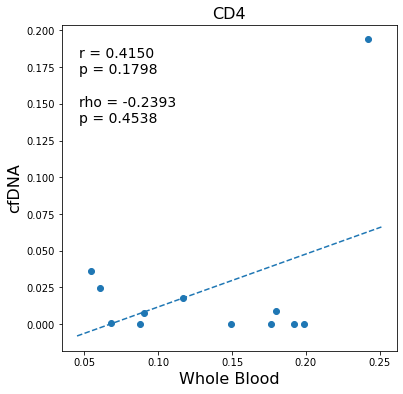 CD4
r = 0.4150
p = 0.1798
rho = -0.2393
p = 0.4538
cfDNA
0.200
0.175
0.150
0.125
0.100
0.075
0.050
0.025
0.000
0.05 0.10 0.15 0.20 0.25
Whole Blood